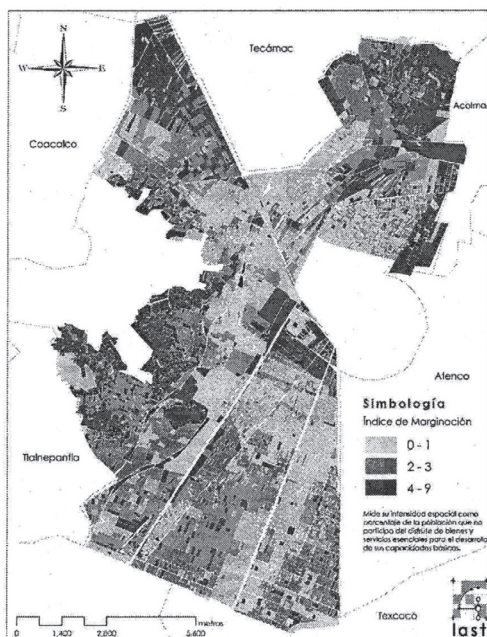 N
W E
S
Tecámac
Acolman
Coacalco
Atenco
Simbología
Índice de Marginación
0 - 1
2 - 3
4 - 9
Mide su intensidad espacial como
porcentaje de la población que no
participa del disfrute de bienes y
servicios esenciales para el desarrollo
de sus capacidades básicas.
Tlalnepantla
metros
0 1,400 2,800 5,600
Texcoco
last